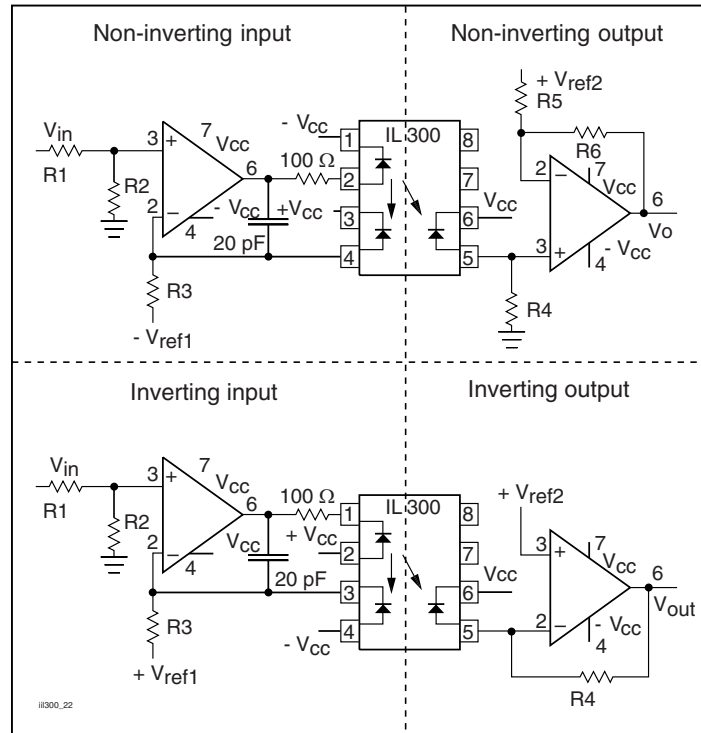 Non-inverting input
Non-inverting output
+ Vref2
R5
- Vcc
IL 300
Vin
3
+
7
Vcc
6
100 Ω
1
8
R6
R1
R2
2
7
2
–
7
Vcc
6
2
–
- Vcc
+Vcc
3
6
Vcc
Vo
4
20 pF
4
5
3
+
- Vcc
4
R3
R4
- Vref1
Inverting input
Inverting output
Vin
3
+
7
Vcc
6
100 Ω
1
IL 300
8
+ Vref2
R1
R2
+ Vcc
2
7
3
+
7
Vcc
6
2
–
Vcc
4
20 pF
3
6
Vcc
Vout
R3
4
5
2
–
- Vcc
4
- Vcc
+ Vref1
R4
iil300_22